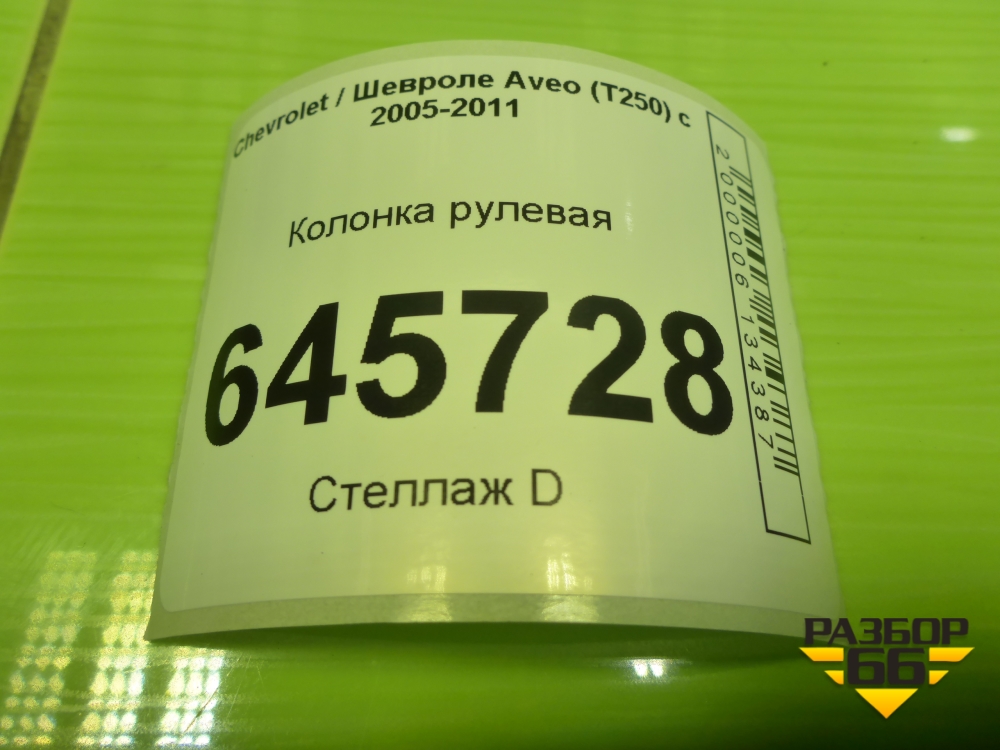 Chevrolet / Шевроле Aveo (T250) с
2005-2011
Колонка рулевая
645728
Стеллаж D
2000006134387
РАЗБОР
66